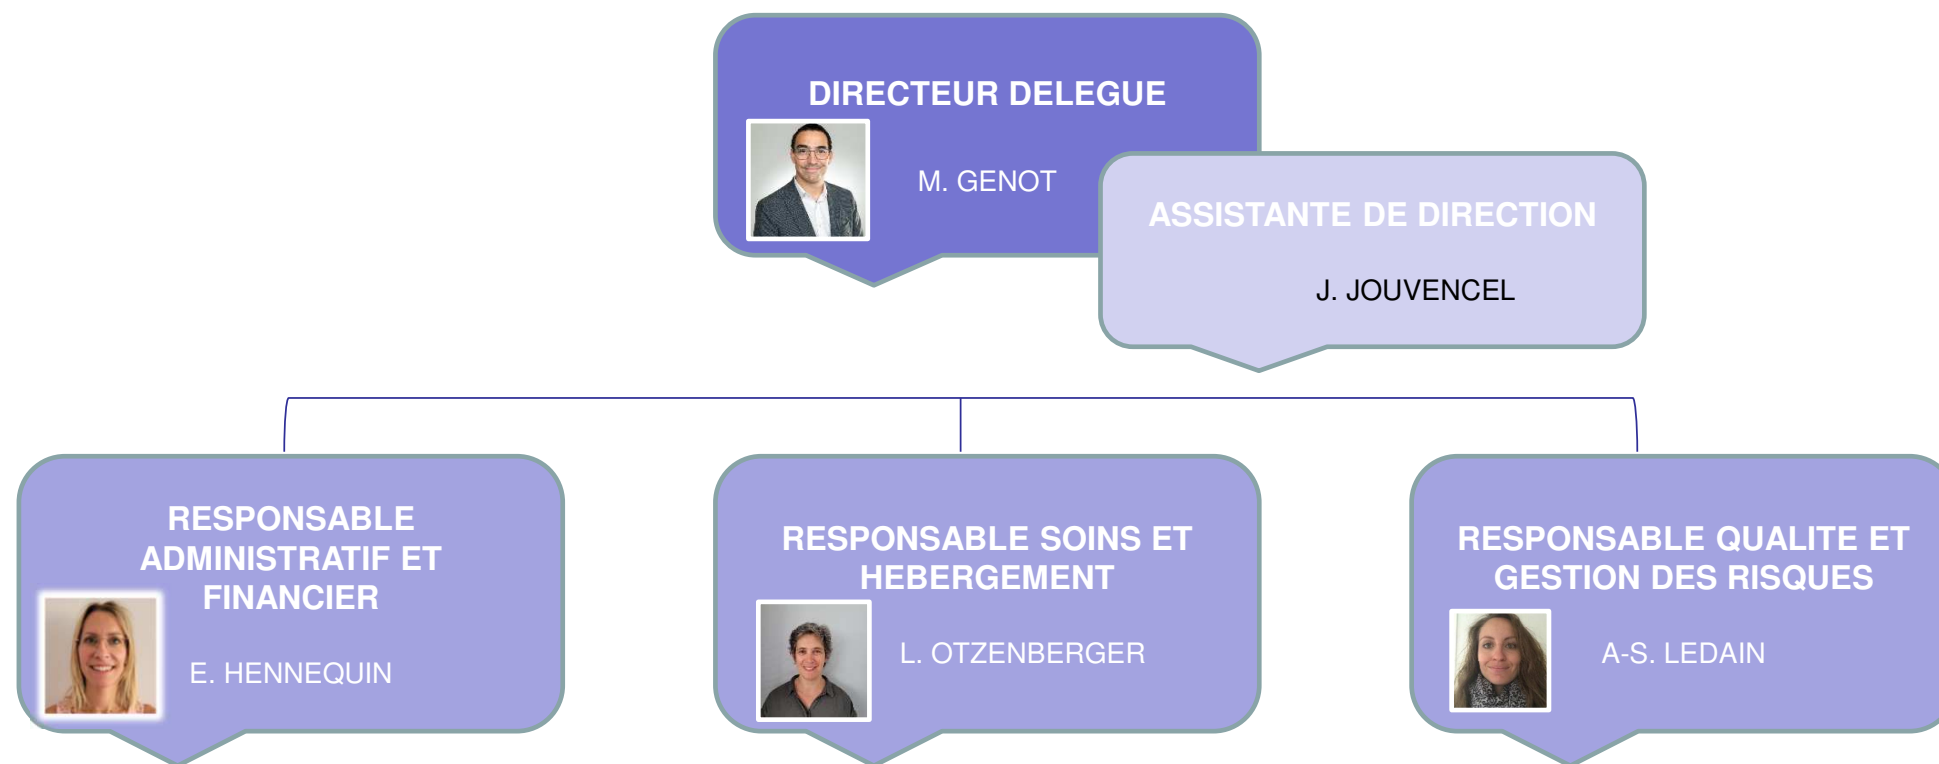 DIRECTEUR DELEGUE
M. GENOT
ASSISTANTE DE DIRECTION
J. JOUVENCEL
RESPONSABLE
ADMINISTRATIF ET
FINANCIER
E. HENNEQUIN
RESPONSABLE SOINS ET
HEBERGEMENT
L. OTZENBERGER
RESPONSABLE QUALITE ET
GESTION DES RISQUES
A-S. LEDAIN